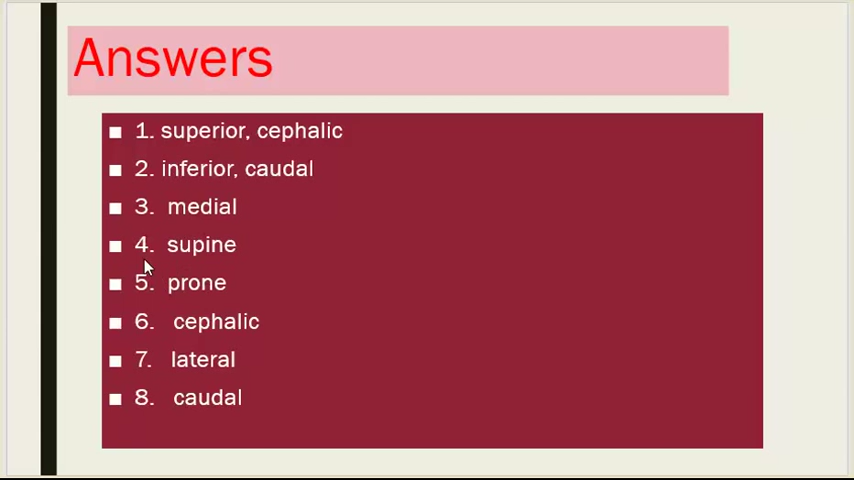 Answers
1. superior, cephalic
2. inferior, caudal
3. medial
4. supine
5. prone
6. cephalic
7. lateral
8. caudal